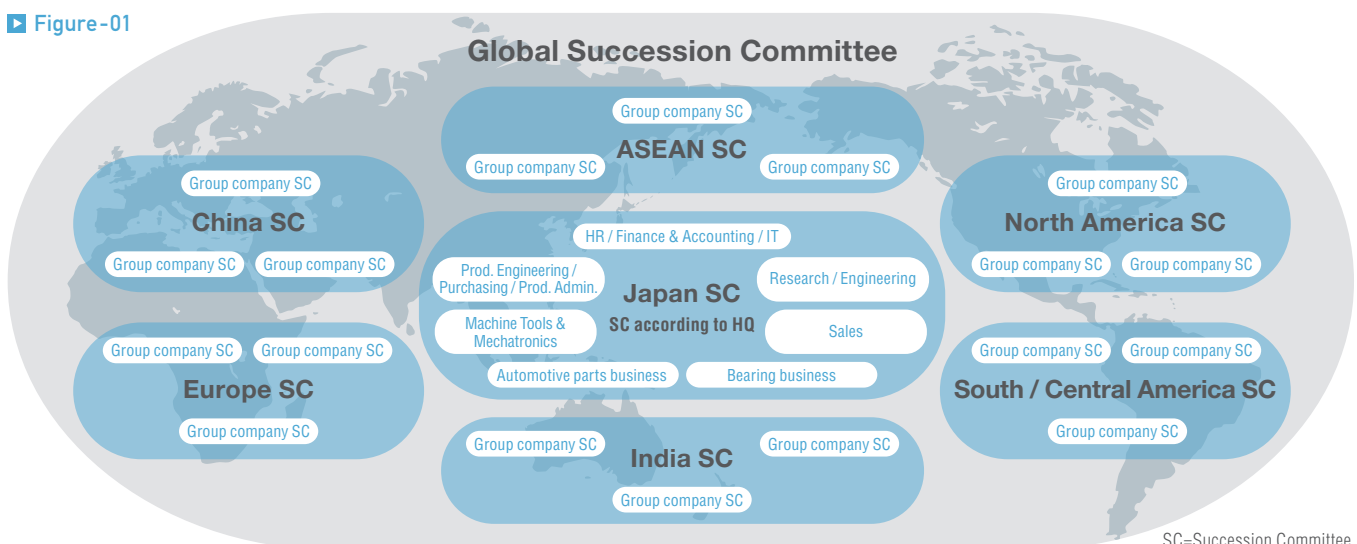 Figure-01
Global Succession Committee
Group company SC
ASEAN SC
Group company SC
Group company SC
Group company SC
China SC
Group company SC
Group company SC
Group company SC
North America SC
Group company SC
Group company SC
HR / Finance & Accounting / IT
Prod. Engineering /
Purchasing / Prod. Admin.
Research / Engineering
Japan SC
SC according to HQ
Machine Tools &
Mechatronics
Sales
Automotive parts business
Bearing business
Group company SC
Group company SC
Europe SC
Group company SC
Group company SC
Group company SC
South / Central America SC
Group company SC
Group company SC
Group company SC
India SC
Group company SC
SC=Succession Committee